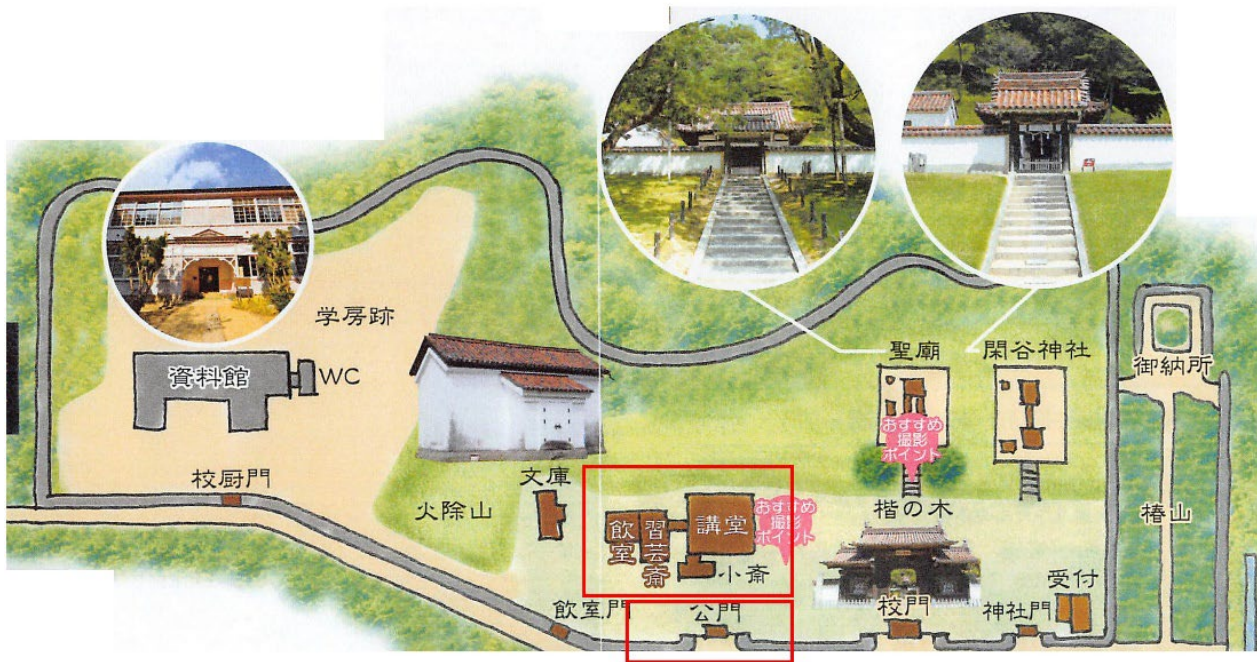 学房跡
資料館
WC
校厨門
火除山
文庫
飲室
習芸斎
講堂
小斎
おすすめ
撮影
ポイント
飲室門
公門
聖廟
おすすめ
撮影
ポイント
楷の木
校門
閑谷神社
神社門
受付
御納所
椿山